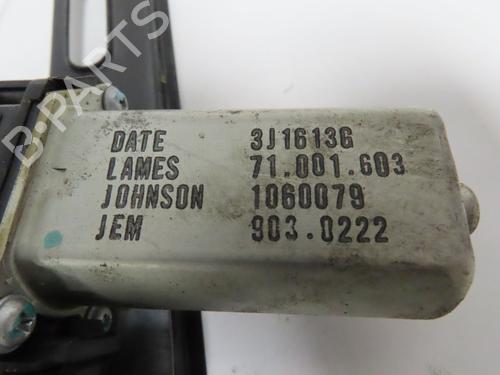 DATE 3J1613G
LAMES 71.001.603
JOHNSON 1060079
JEM 903.0222
B-PARTS